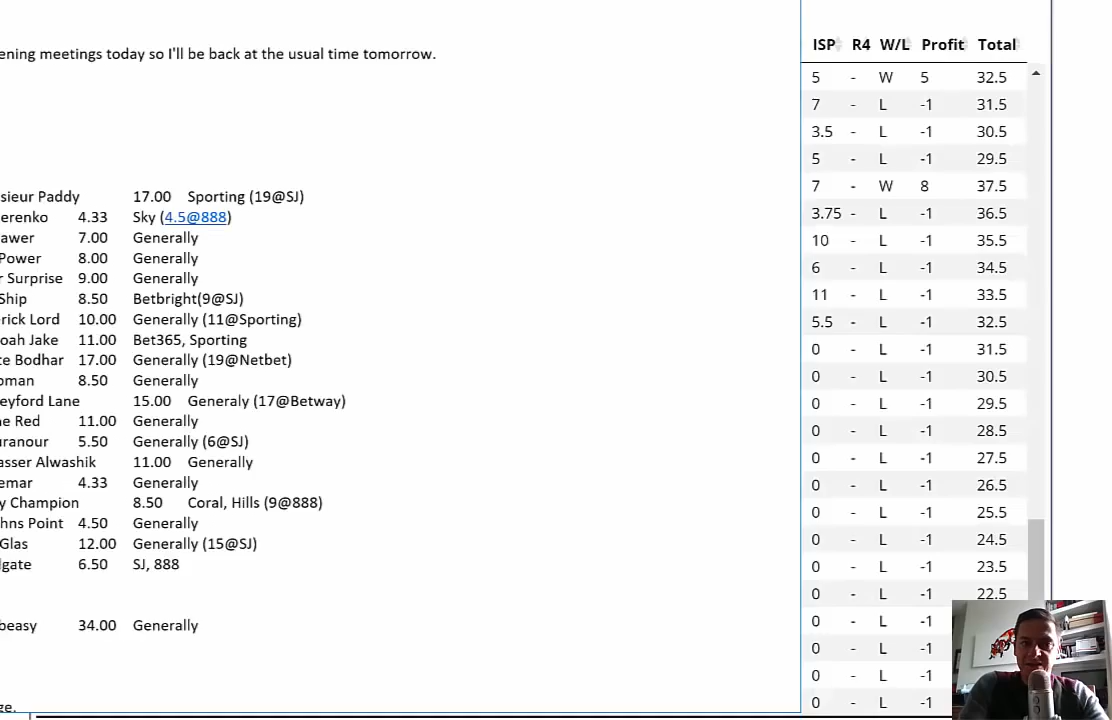 ening meetings today so I'll be back at the usual time tomorrow.
sieur Paddy 17.00 Sporting (19@SJ)
erenko 4.33 Sky (4.5@888)
awer 7.00 Generally
Power 8.00 Generally
r Surprise 9.00 Generally
Ship 8.50 Betbright(9@SJ)
rick Lord 10.00 Generally (11@Sporting)
oah Jake 11.00 Bet365, Sporting
te Bodhar 17.00 Generally (19@Netbet)
oman 8.50 Generally
eyford Lane 15.00 Generaly (17@Betway)
ne Red 11.00 Generally
uranour 5.50 Generally (6@SJ)
asser Alwashik 11.00 Generally
emar 4.33 Generally
y Champion 8.50 Coral, Hills (9@888)
hns Point 4.50 Generally
Glas 12.00 Generally (15@SJ)
lgate 6.50 SJ, 888
beasy 34.00 Generally
ge.
ISP R4 W/L Profit Total
5 - W 5 32.5
7 - L -1 31.5
3.5 - L -1 30.5
5 - L -1 29.5
7 - W 8 37.5
3.75 - L -1 36.5
10 - L -1 35.5
6 - L -1 34.5
11 - L -1 33.5
5.5 - L -1 32.5
0 - L -1 31.5
0 - L -1 30.5
0 - L -1 29.5
0 - L -1 28.5
0 - L -1 27.5
0 - L -1 26.5
0 - L -1 25.5
0 - L -1 24.5
0 - L -1 23.5
0 - L -1 22.5
0 - L -1
0 - L -1
0 - L -1
0 - L -1